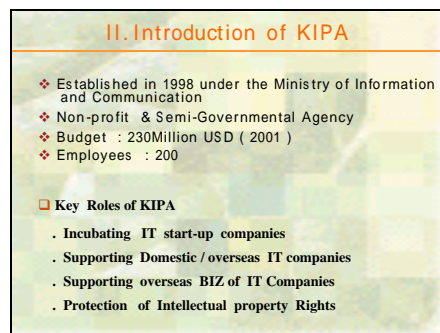 II. Introduction of KIPA
❖ Established in 1998 under the Ministry of Information
and Communication
❖ Non-profit & Semi-Governmental Agency
❖ Budget : 230Million USD ( 2001 )
❖ Employees : 200
❑ Key Roles of KIPA
. Incubating IT start-up companies
. Supporting Domestic / overseas IT companies
. Supporting overseas BIZ of IT Companies
. Protection of Intellectual property Rights